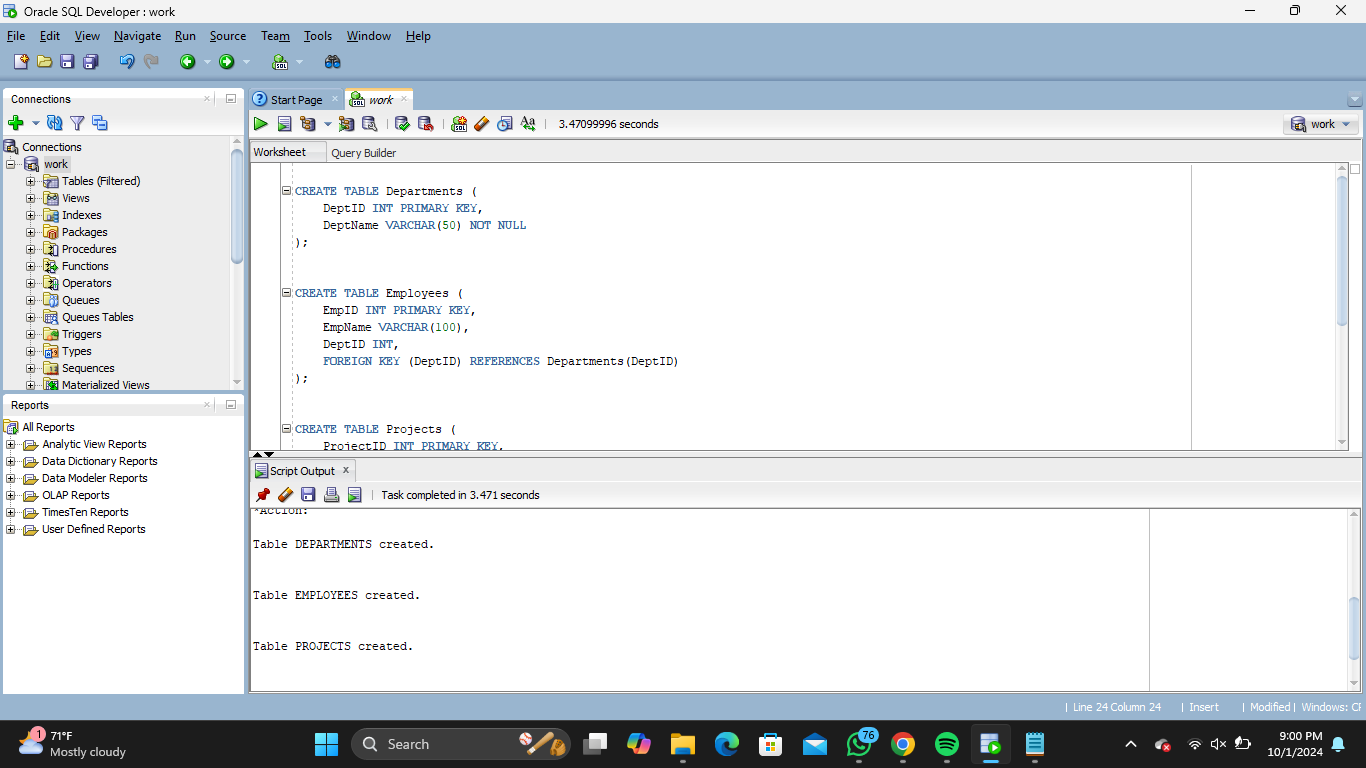 Oracle SQL Developer : work
File Edit View Navigate Run Source Team Tools Window Help
Connections
Connections
work
Tables (Filtered)
Views
Indexes
Packages
Procedures
Functions
Operators
Queues
Queues Tables
Triggers
Types
Sequences
Materialized Views
Reports
All Reports
Analytic View Reports
Data Dictionary Reports
Data Modeler Reports
OLAP Reports
TimesTen Reports
User Defined Reports
Start Page
work
3.47099996 seconds
work
Worksheet
Query Builder
CREATE TABLE Departments (
DeptID INT PRIMARY KEY,
DeptName VARCHAR(50) NOT NULL
);
CREATE TABLE Employees (
EmpID INT PRIMARY KEY,
EmpName VARCHAR(100),
DeptID INT,
FOREIGN KEY (DeptID) REFERENCES Departments(DeptID)
);
CREATE TABLE Projects (
ProjectID INT PRIMARY KEY,
Script Output
Task completed in 3.471 seconds
*Action:
Table DEPARTMENTS created.
Table EMPLOYEES created.
Table PROJECTS created.
Line 24 Column 24 | Insert | Modified | Windows: CF
1
71°F
Mostly cloudy
Search
76
9:00 PM
10/1/2024